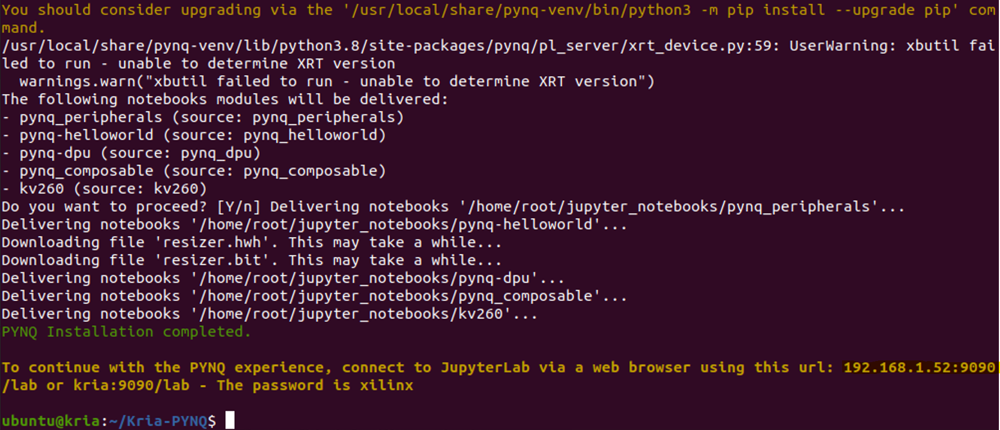 You should consider upgrading via the '/usr/local/share/pynq-venv/bin/python3 -m pip install --upgrade pip' com
mand.
/usr/local/share/pynq-venv/lib/python3.8/site-packages/pynq/pl_server/xrt_device.py:59: UserWarning: xbutil fai
led to run - unable to determine XRT version
  warnings.warn("xbutil failed to run - unable to determine XRT version")
The following notebooks modules will be delivered:
- pynq_peripherals (source: pynq_peripherals)
- pynq-helloworld (source: pynq_helloworld)
- pynq-dpu (source: pynq_dpu)
- pynq_composable (source: pynq_composable)
- kv260 (source: kv260)
Do you want to proceed? [Y/n] Delivering notebooks '/home/root/jupyter_notebooks/pynq_peripherals'...
Delivering notebooks '/home/root/jupyter_notebooks/pynq-helloworld'...
Downloading file 'resizer.hwh'. This may take a while...
Downloading file 'resizer.bit'. This may take a while...
Delivering notebooks '/home/root/jupyter_notebooks/pynq-dpu'...
Delivering notebooks '/home/root/jupyter_notebooks/pynq_composable'...
Delivering notebooks '/home/root/jupyter_notebooks/kv260'...
PYNQ Installation completed.
To continue with the PYNQ experience, connect to JupyterLab via a web browser using this url: 192.168.1.52:9090
/lab or kria:9090/lab - The password is xilinx
ubuntu@kria:~/Kria-PYNQ$